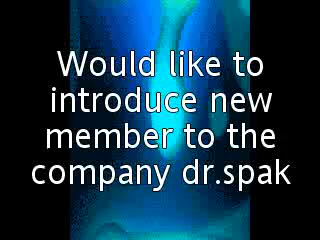 Would like to
introduce new
member to the
company dr.spak